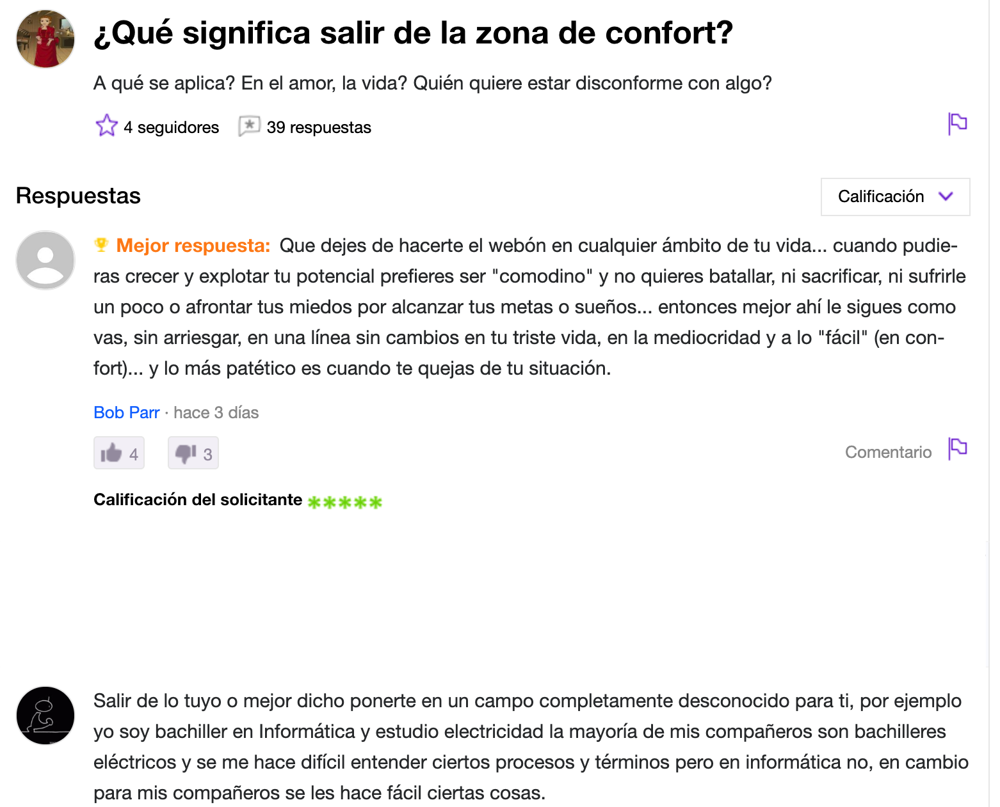 ¿Qué significa salir de la zona de confort?
A qué se aplica? En el amor, la vida? Quién quiere estar disconforme con algo?
4 seguidores 39 respuestas
Respuestas
Calificación
Mejor respuesta: Que dejes de hacerte el webón en cualquier ámbito de tu vida... cuando pudie-
ras crecer y explotar tu potencial prefieres ser "comodino" y no quieres batallar, ni sacrificar, ni sufrirle
un poco o afrontar tus miedos por alcanzar tus metas o sueños... entonces mejor ahí le sigues como
vas, sin arriesgar, en una línea sin cambios en tu triste vida, en la mediocridad y a lo "fácil" (en con-
fort)... y lo más patético es cuando te quejas de tu situación.
Bob Parr · hace 3 días
4 3
Comentario
Calificación del solicitante *****
Salir de lo tuyo o mejor dicho ponerte en un campo completamente desconocido para ti, por ejemplo
yo soy bachiller en Informática y estudio electricidad la mayoría de mis compañeros son bachilleres
eléctricos y se me hace difícil entender ciertos procesos y términos pero en informática no, en cambio
para mis compañeros se les hace fácil ciertas cosas.